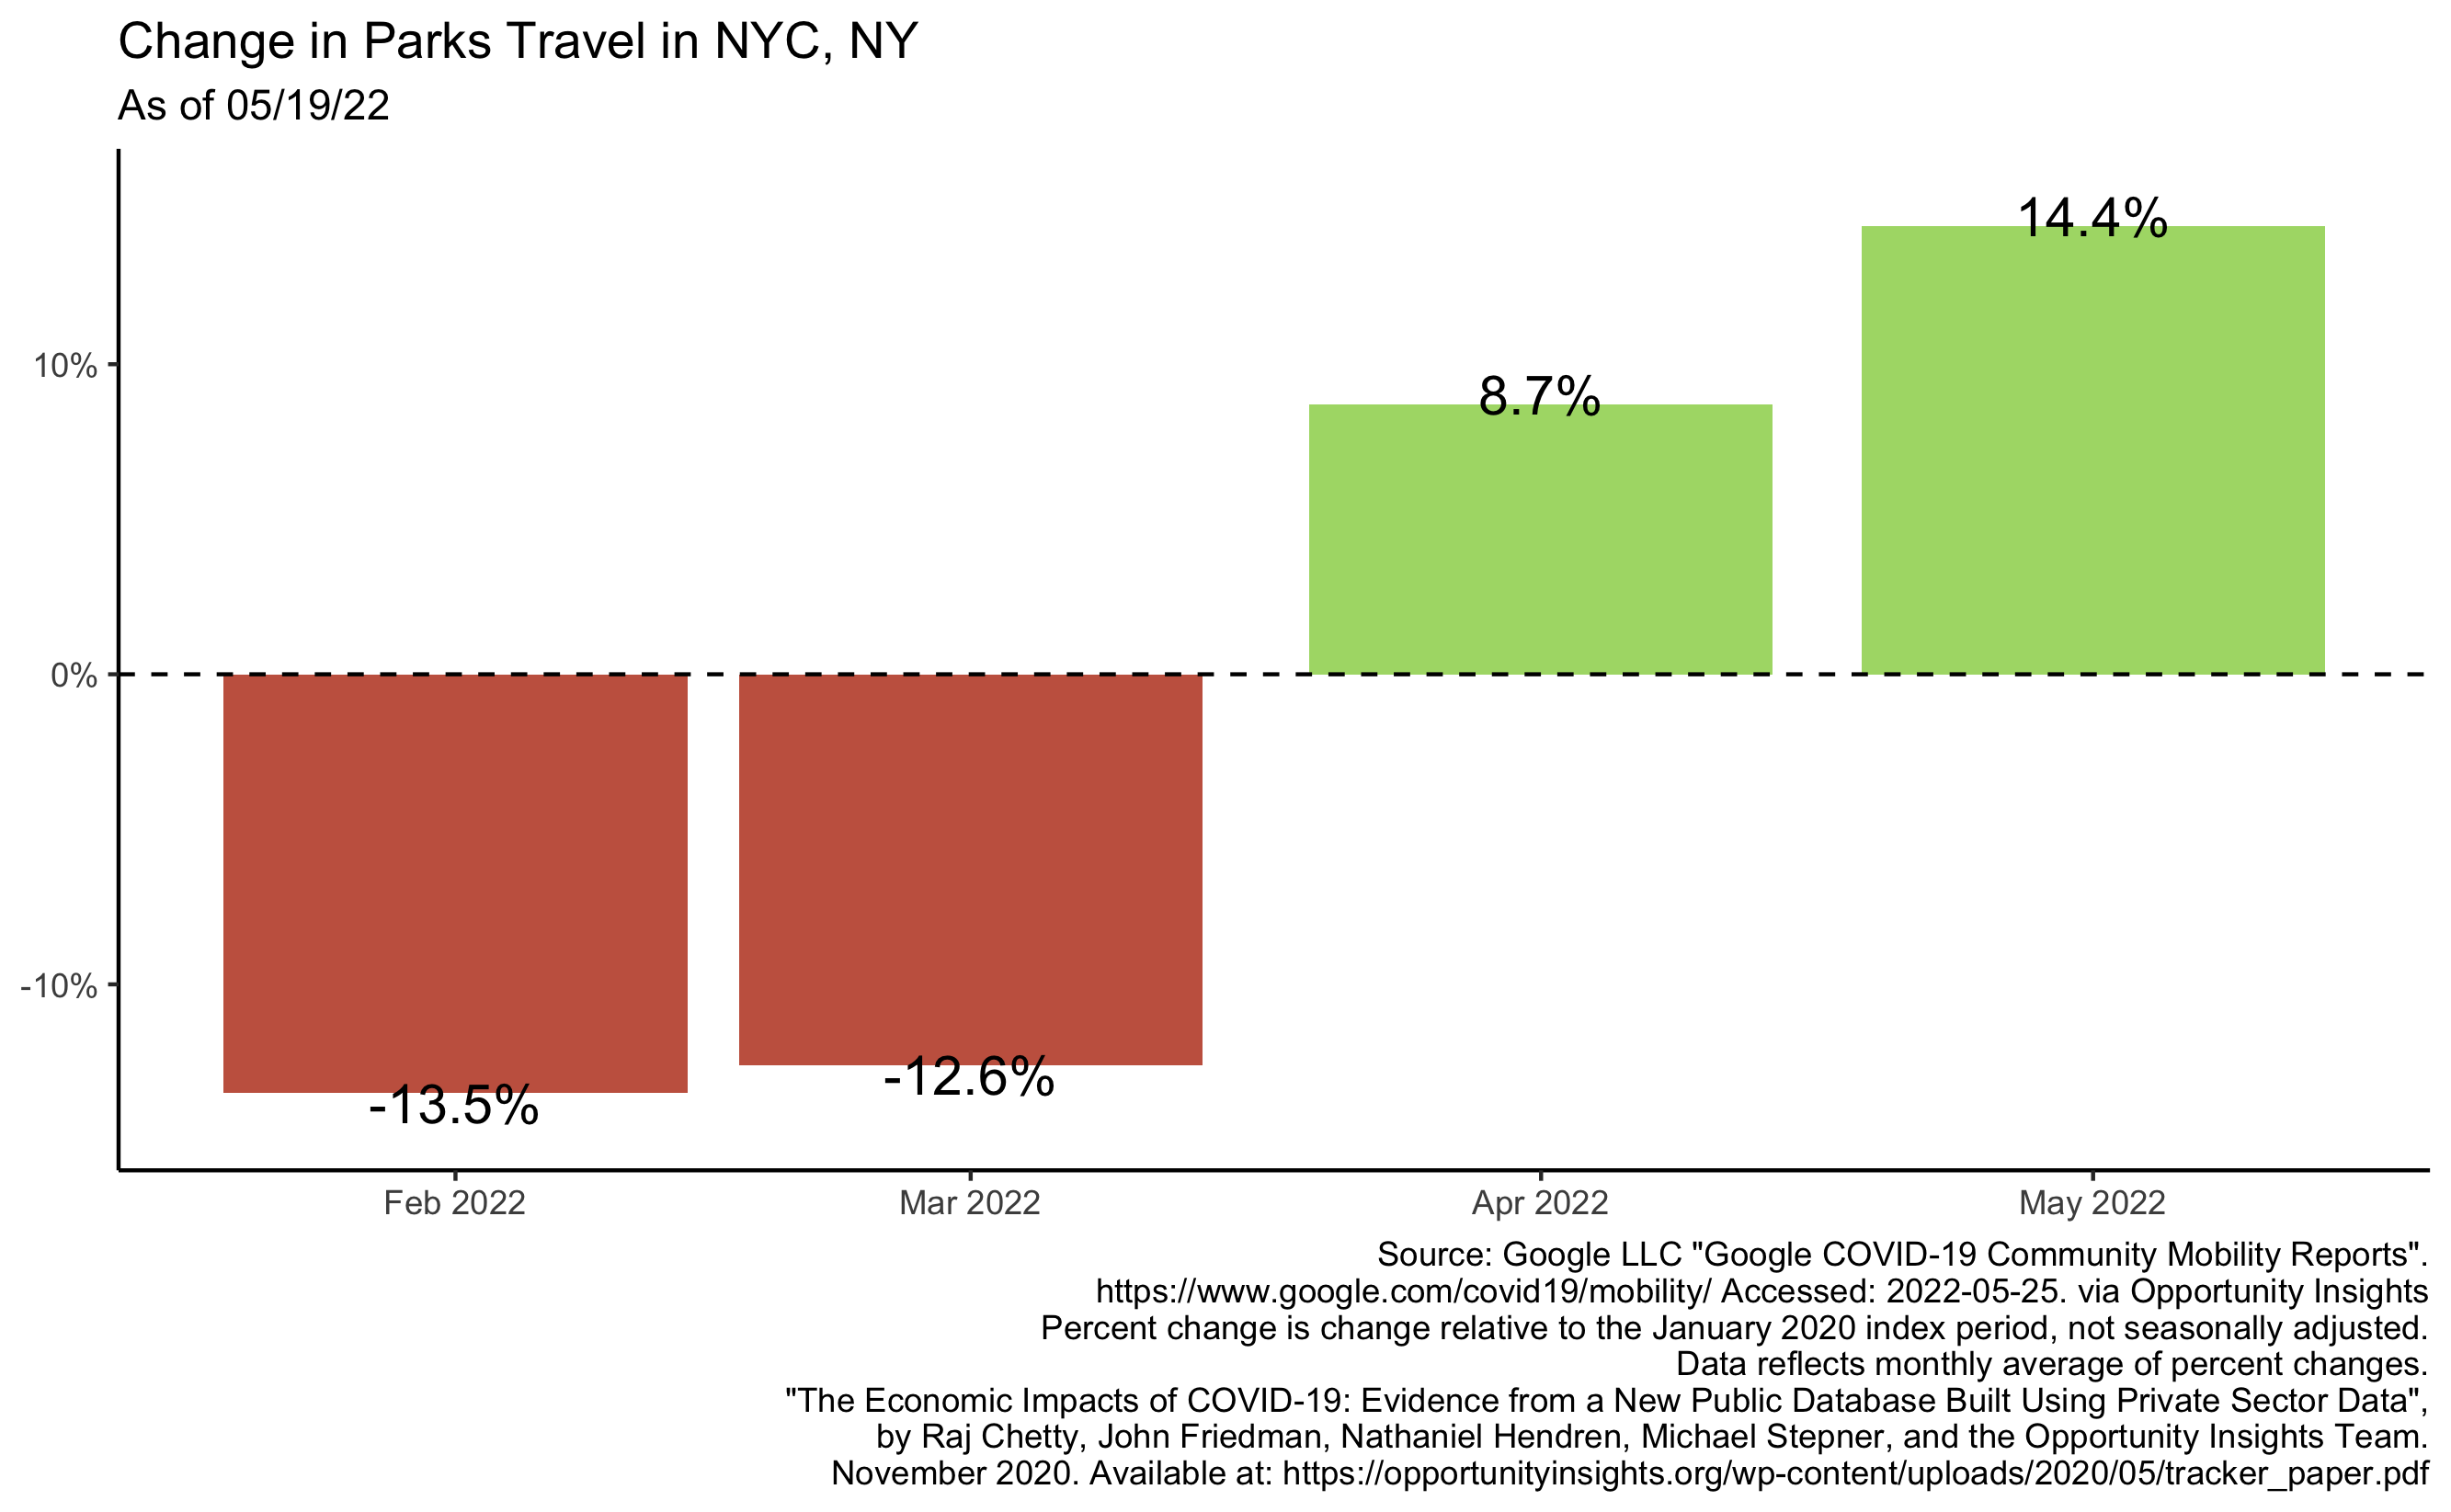 Change in Parks Travel in NYC, NY
As of 05/19/22
14.4%
10%
8.7%
0%
-10%
-12.6%
-13.5%
Feb 2022
Mar 2022
Apr 2022
May 2022
Source: Google LLC "Google COVID-19 Community Mobility Reports".
https://www.google.com/covid19/mobility/ Accessed: 2022-05-25. via Opportunity Insights
Percent change is change relative to the January 2020 index period, not seasonally adjusted.
Data reflects monthly average of percent changes.
"The Economic Impacts of COVID-19: Evidence from a New Public Database Built Using Private Sector Data",
by Raj Chetty, John Friedman, Nathaniel Hendren, Michael Stepner, and the Opportunity Insights Team.
November 2020. Available at: https://opportunityinsights.org/wp-content/uploads/2020/05/tracker_paper.pdf